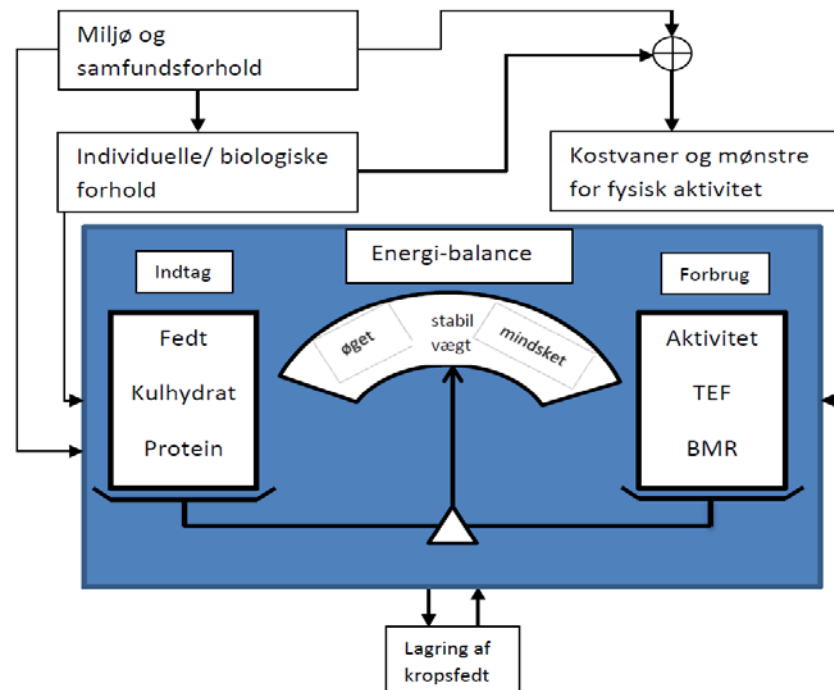 Miljø og
samfundsforhold
Individuelle/ biologiske
forhold
Kostvaner og mønstre
for fysisk aktivitet
Energi-balance
Indtag
Forbrug
Fedt
Kulhydrat
Protein
øget
stabil
vægt
mindsket
Aktivitet
TEF
BMR
Lagring af
kropsfedt